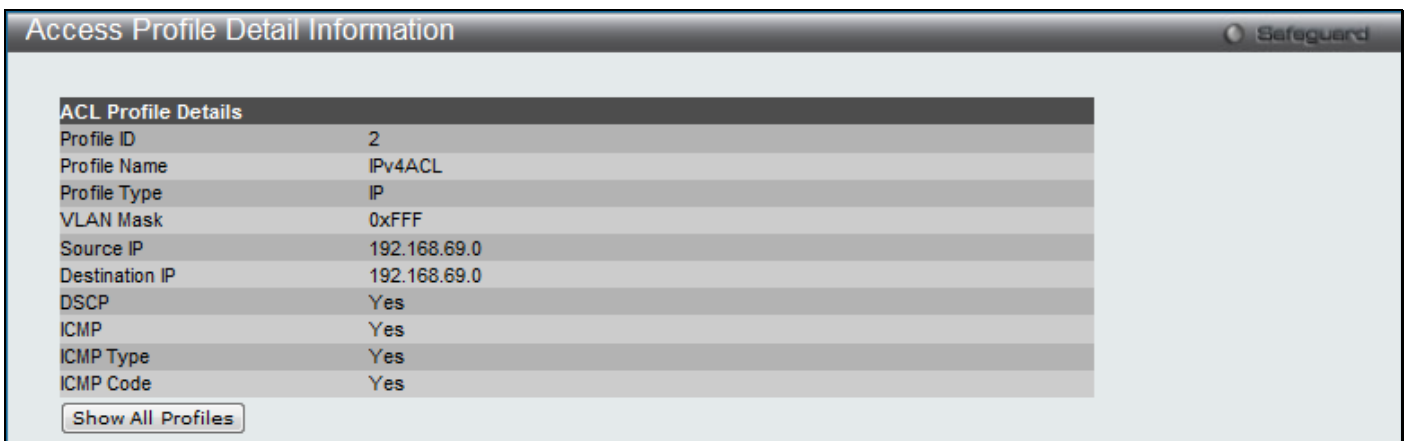 Access Profile Detail Information
Safeguard
ACL Profile Details
Profile ID 2
Profile Name IPv4ACL
Profile Type IP
VLAN Mask 0xFFF
Source IP 192.168.69.0
Destination IP 192.168.69.0
DSCP Yes
ICMP Yes
ICMP Type Yes
ICMP Code Yes
Show All Profiles